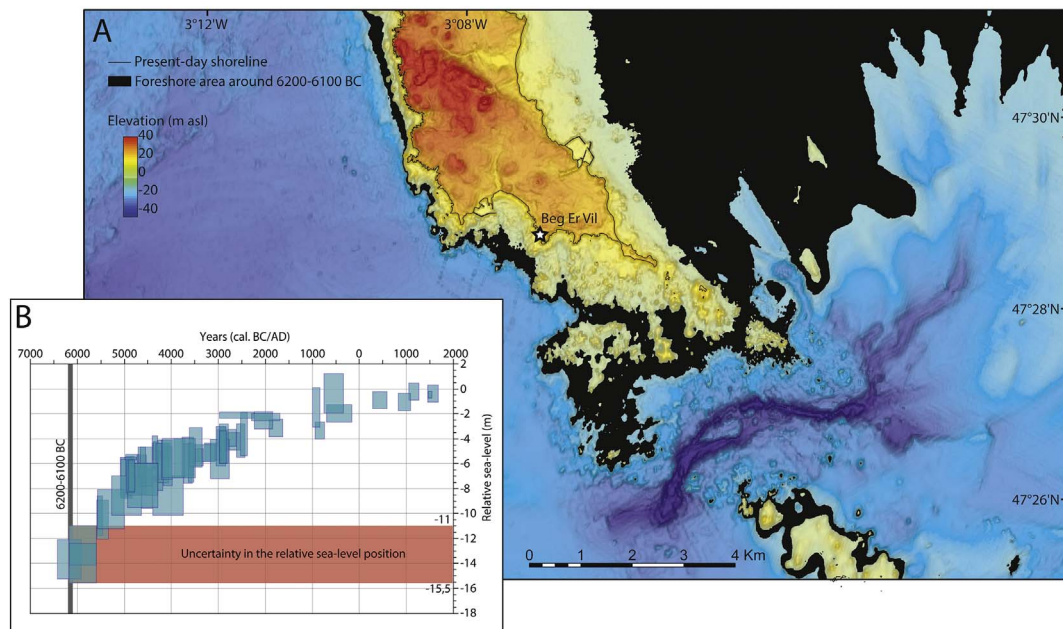 A
3°12'W
3°08'W
Present-day shoreline
Foreshore area around 6200-6100 BC
Elevation (m asl)
40
20
0
-20
-40
47°30'N
Beg Er Vil
47°28'N
47°26'N
0 1 2 3 4 Km
B
Years (cal. BC/AD)
7000 6000 5000 4000 3000 2000 1000 0 1000 2000
2
0
-2
-4
-6
-8
-10
-12
-14
-16
-18
Relative sea-level (m)
6200-6100 BC
-11
Uncertainty in the relative sea-level position
-15,5